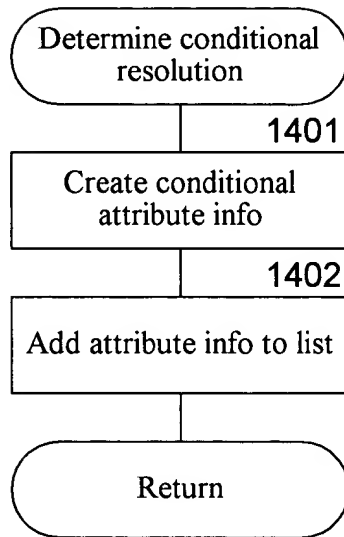 Determine conditional
resolution
1401
Create conditional
attribute info
1402
Add attribute info to list
Return